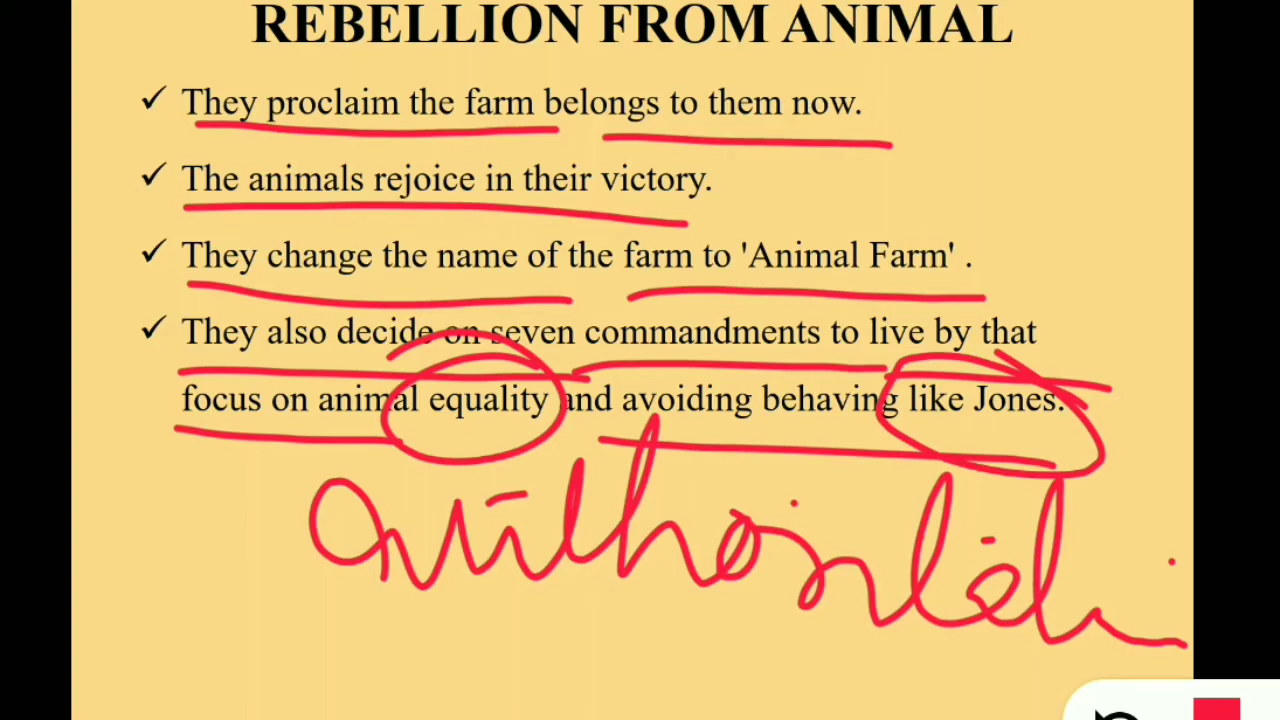 REBELLION FROM ANIMAL
✓ They proclaim the farm belongs to them now.
✓ The animals rejoice in their victory.
✓ They change the name of the farm to 'Animal Farm' .
✓ They also decide on seven commandments to live by that
focus on animal equality and avoiding behaving like Jones.